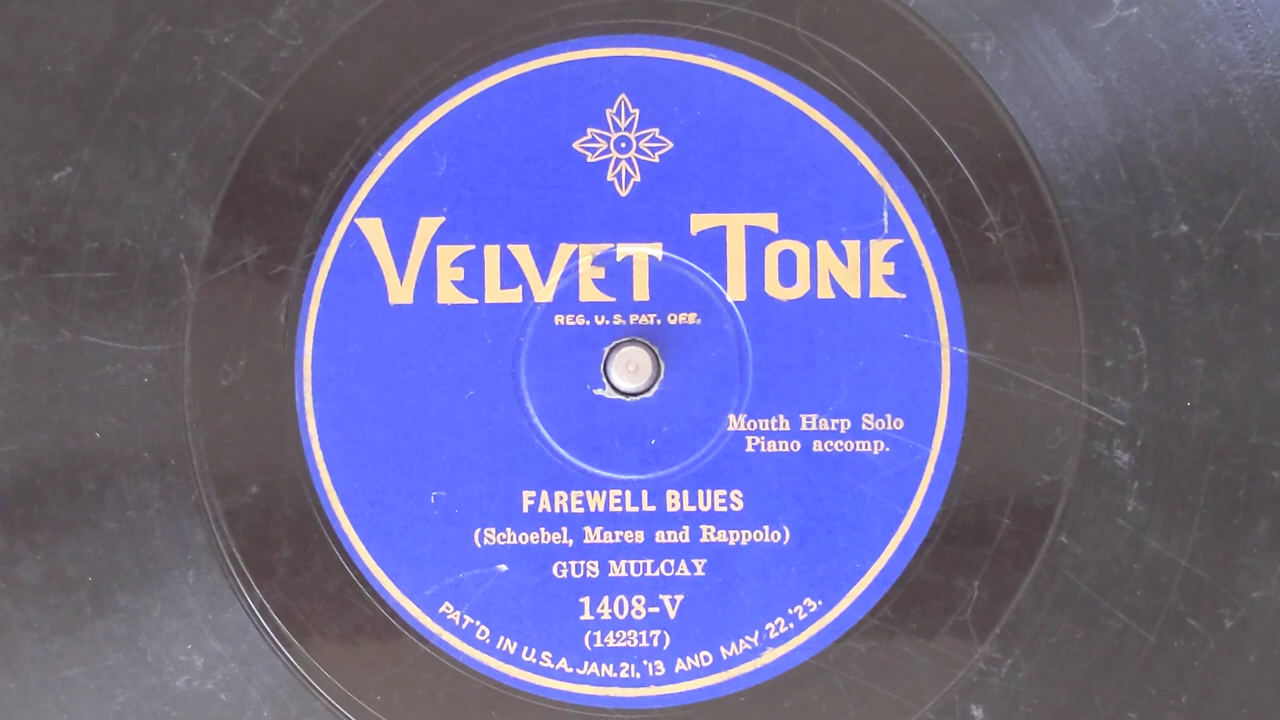 VELVET TONE
REG. U. S. PAT. OFF.
Mouth Harp Solo
Piano accomp.
FAREWELL BLUES
(Schoebel, Mares and Rappolo)
GUS MULCAY
1408-V
(142317)
PAT'D. IN U.S.A. JAN. 21, '13 AND MAY 22, '23.